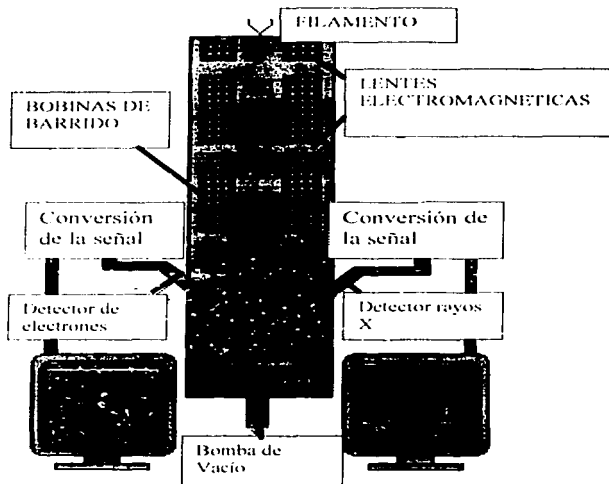 FILAMENTO
LENTES
ELECTROMAGNETICAS
BOBINAS DE
BARRIDO
Conversión
de la señal
Conversión de
la señal
Detector de
electrones
Detector rayos
X
Bomba de
Vacío